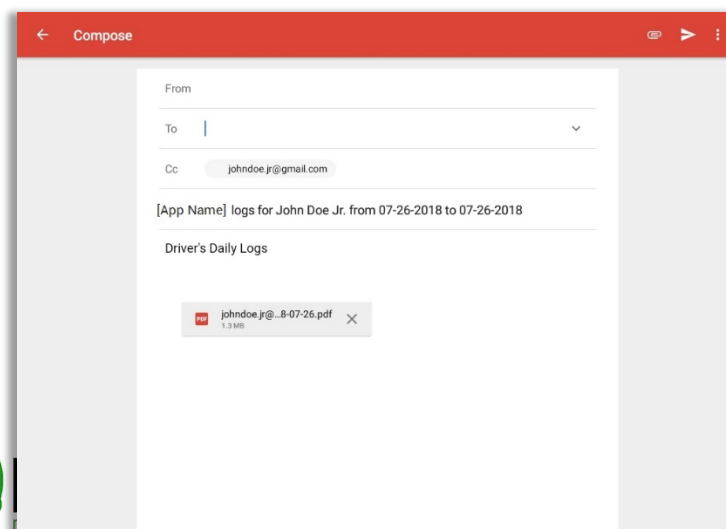 Compose
From
To
Cc johndoe.jr@gmail.com
[App Name] logs for John Doe Jr. from 07-26-2018 to 07-26-2018
Driver's Daily Logs
PDF johndoe.jr@...8-07-26.pdf
1.3 MB